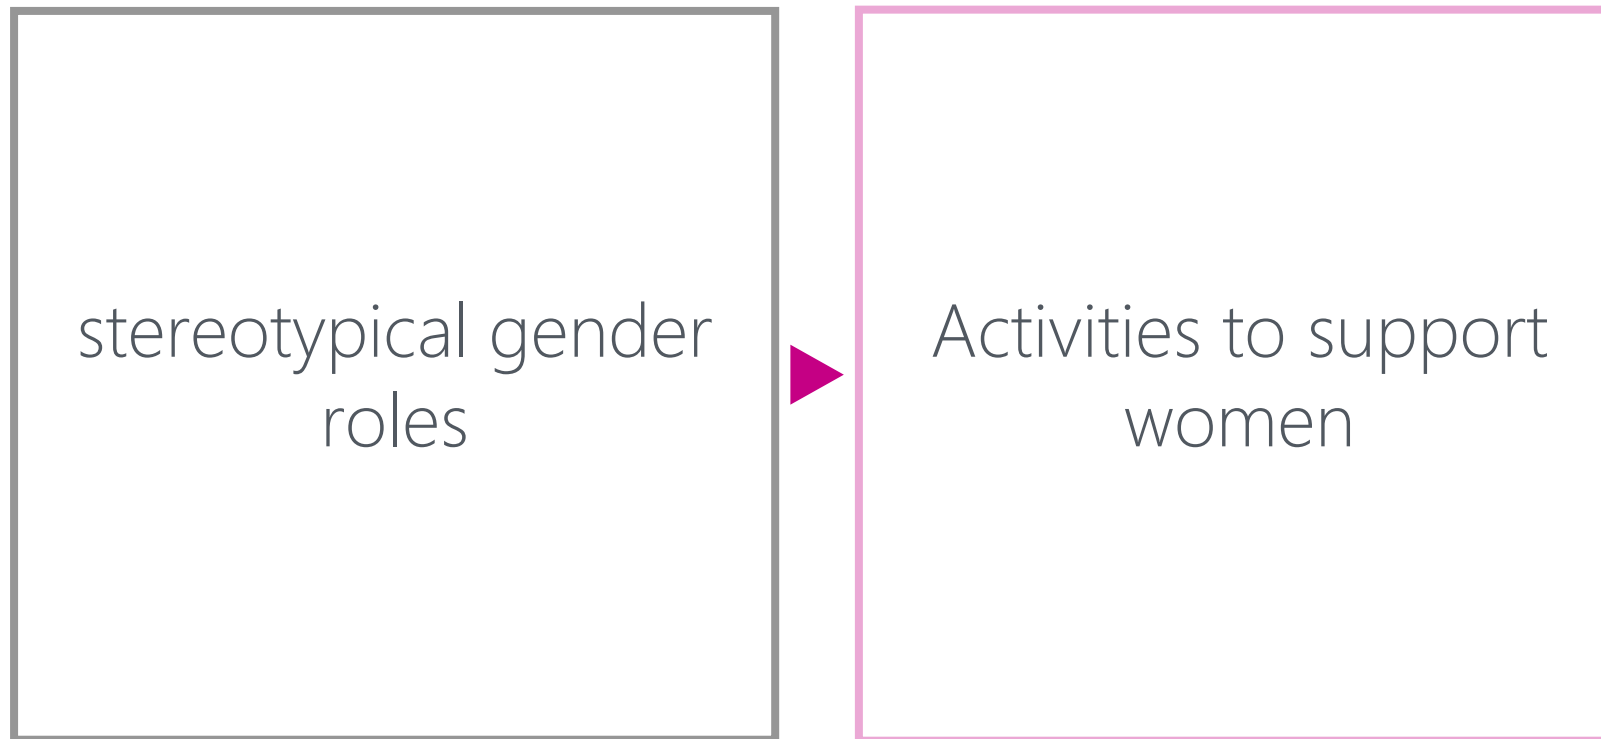 stereotypical gender
roles
Activities to support
women